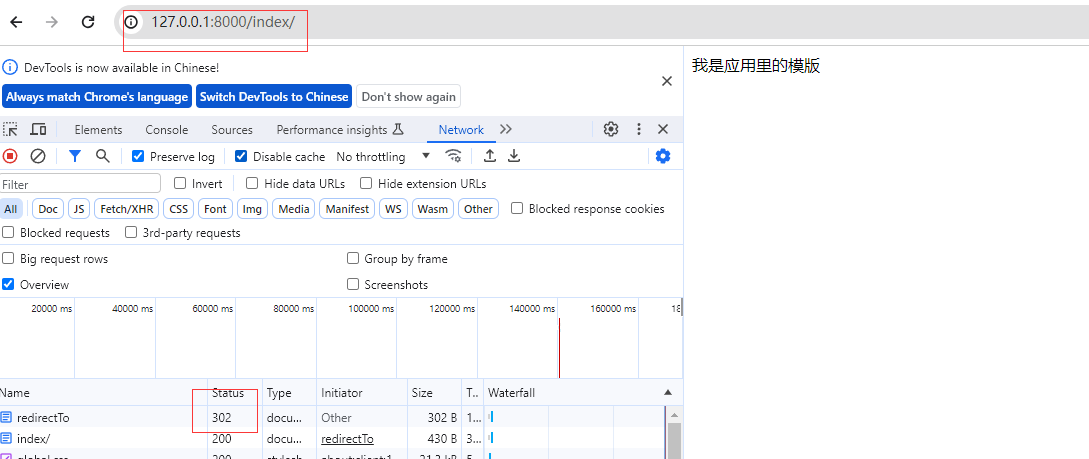 127.0.0.1:8000/index/
DevTools is now available in Chinese!
Always match Chrome's language Switch DevTools to Chinese Don't show again
Elements Console Sources Performance insights Network
Preserve log Disable cache No throttling
Filter Invert Hide data URLs Hide extension URLs
All Doc JS Fetch/XHR CSS Font Img Media Manifest WS Wasm Other Blocked response cookies
Blocked requests 3rd-party requests
Big request rows Group by frame
Overview Screenshots
20000 ms 40000 ms 60000 ms 80000 ms 100000 ms 120000 ms 140000 ms 160000 ms 18
Name Status Type Initiator Size T.. Waterfall
redirectTo 302 docu... Other 302 B 1...
index/ 200 docu... redirectTo 430 B 3...
我是应用里的模版